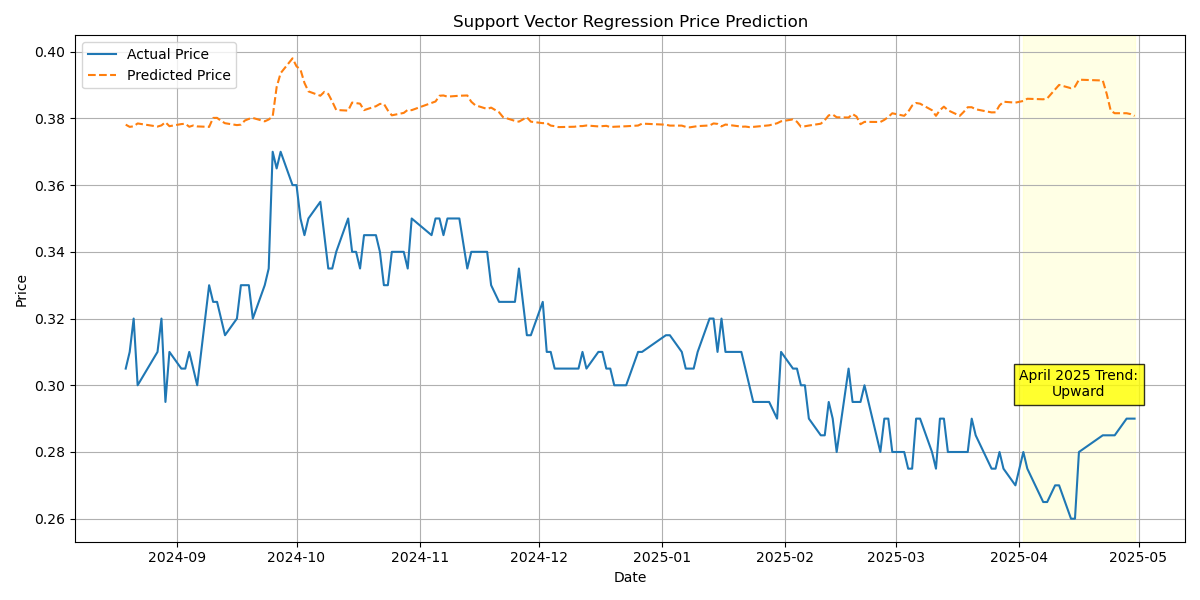 Support Vector Regression Price Prediction
Actual Price
Predicted Price
0.40
0.38
0.36
0.34
0.32
0.30
0.28
0.26
Price
April 2025 Trend:
Upward
2024-09
2024-10
2024-11
2024-12
2025-01
2025-02
2025-03
2025-04
2025-05
Date